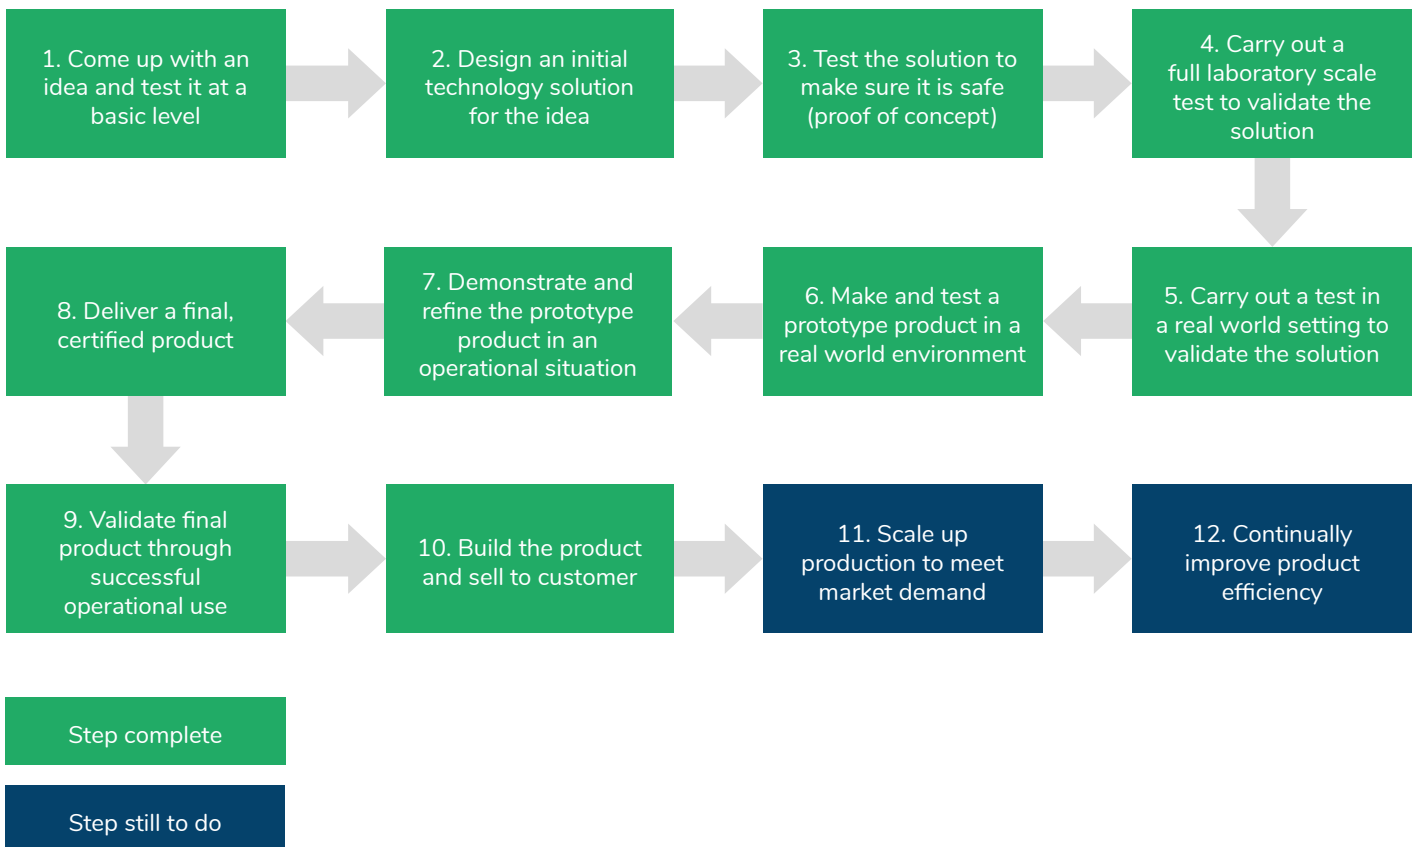 1. Come up with an
idea and test it at a
basic level
2. Design an initial
technology solution
for the idea
3. Test the solution to
make sure it is safe
(proof of concept)
4. Carry out a
full laboratory scale
test to validate the
solution
5. Carry out a test in
a real world setting to
validate the solution
6. Make and test a
prototype product in a
real world environment
7. Demonstrate and
refine the prototype
product in an
operational situation
8. Deliver a final,
certified product
9. Validate final
product through
successful
operational use
10. Build the product
and sell to customer
11. Scale up
production to meet
market demand
12. Continually
improve product
efficiency
Step complete
Step still to do